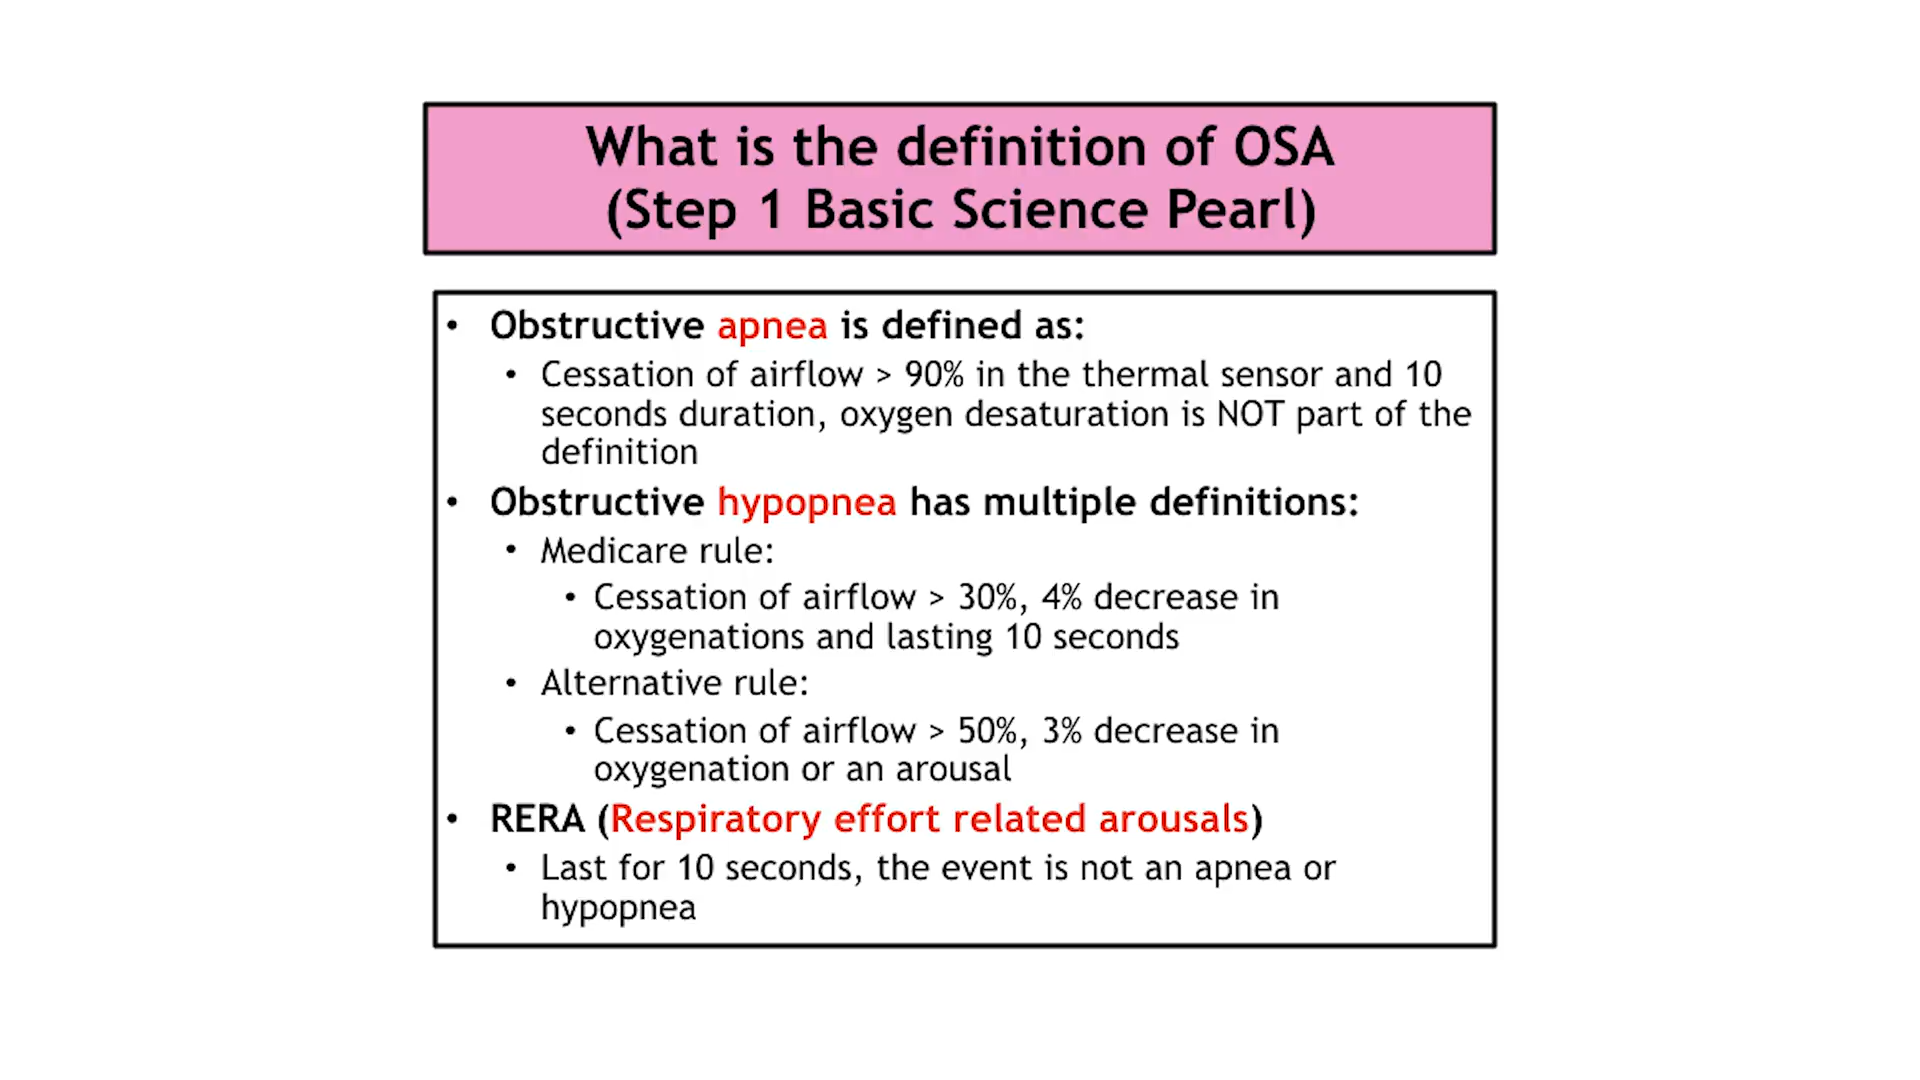 What is the definition of OSA
(Step 1 Basic Science Pearl)
• Obstructive apnea is defined as:
• Cessation of airflow > 90% in the thermal sensor and 10
seconds duration, oxygen desaturation is NOT part of the
definition
• Obstructive hypopnea has multiple definitions:
• Medicare rule:
• Cessation of airflow > 30%, 4% decrease in
oxygenations and lasting 10 seconds
• Alternative rule:
• Cessation of airflow > 50%, 3% decrease in
oxygenation or an arousal
• RERA (Respiratory effort related arousals)
• Last for 10 seconds, the event is not an apnea or
hypopnea